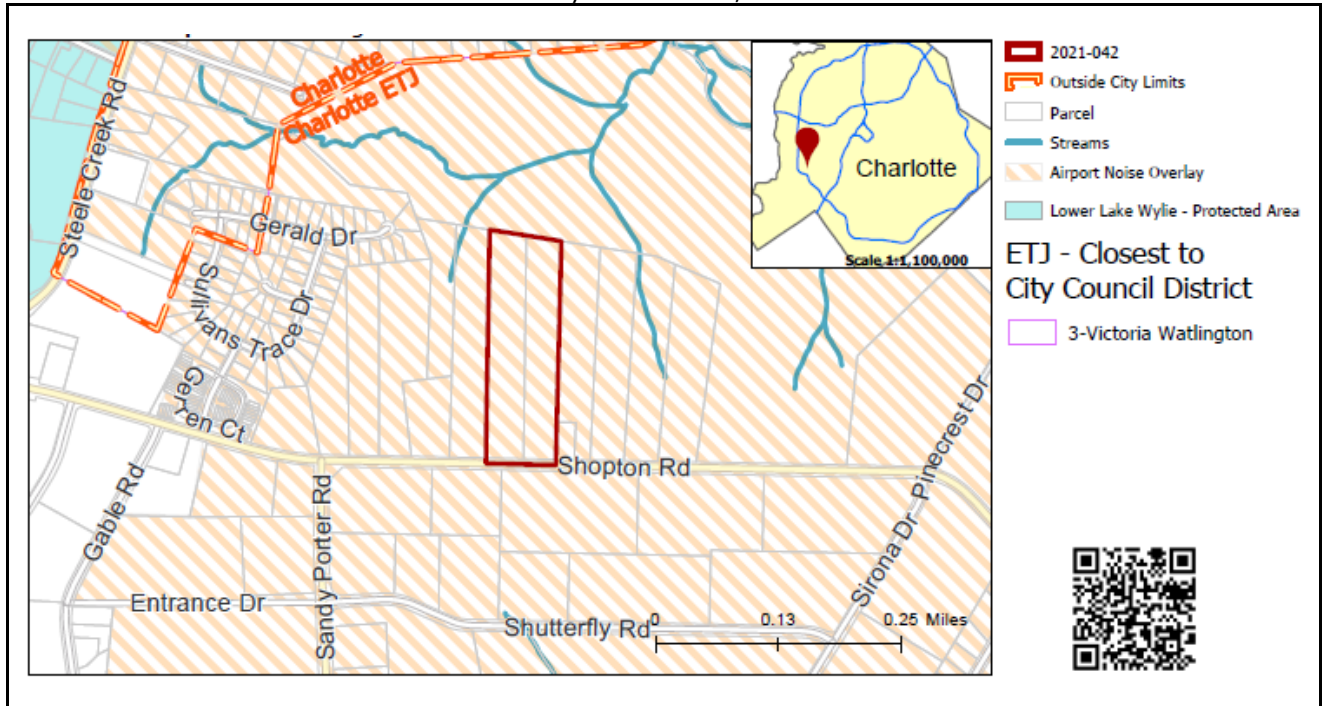 Charlotte
Charlotte ETJ
Steele Creek Rd
Gerald Dr
Sullivans Trace Dr
Gerren Ct
Gable Rd
Shopton Rd
Sandy Porter Rd
Entrance Dr
Shutterfly Rd
Sirona Dr
Pinecrest Dr
0 0.13 0.25 Miles
Charlotte
Scale 1:1,100,000
2021-042
Outside City Limits
Parcel
Streams
Airport Noise Overlay
Lower Lake Wylie - Protected Area
ETJ - Closest to
City Council District
3-Victoria Watlington